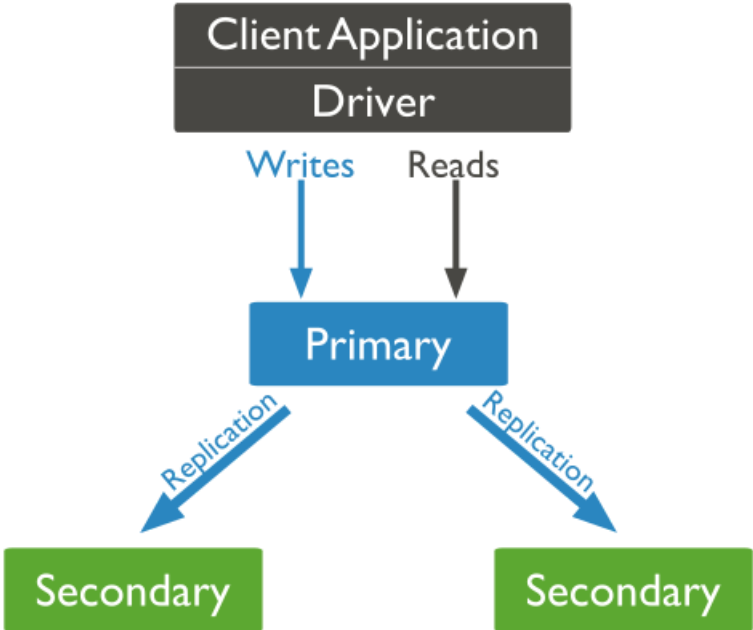 Client Application
Driver
Writes
Reads
Primary
Replication
Replication
Secondary
Secondary